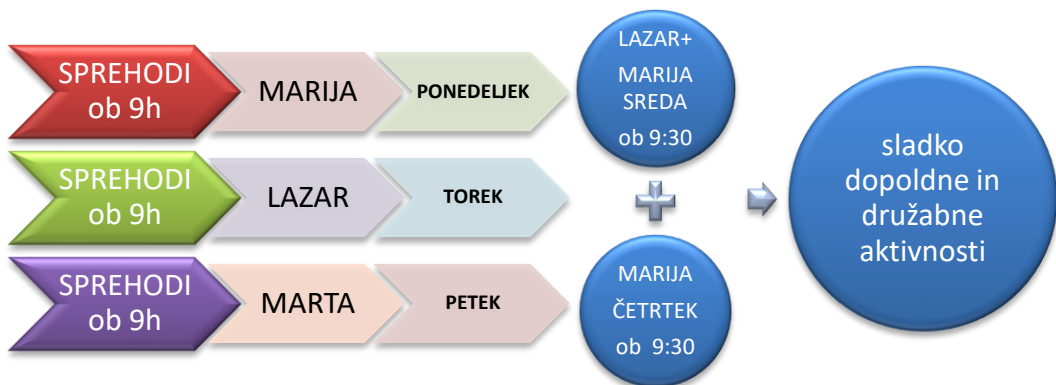 SPREHODI
ob 9h
MARIJA
PONEDELJEK
SPREHODI
ob 9h
LAZAR
TOREK
SPREHODI
ob 9h
MARTA
PETEK
LAZAR+
MARIJA
SREDA
ob 9:30
MARIJA
ČETRTEK
ob 9:30
sladko
dopoldne in
družabne
aktivnosti